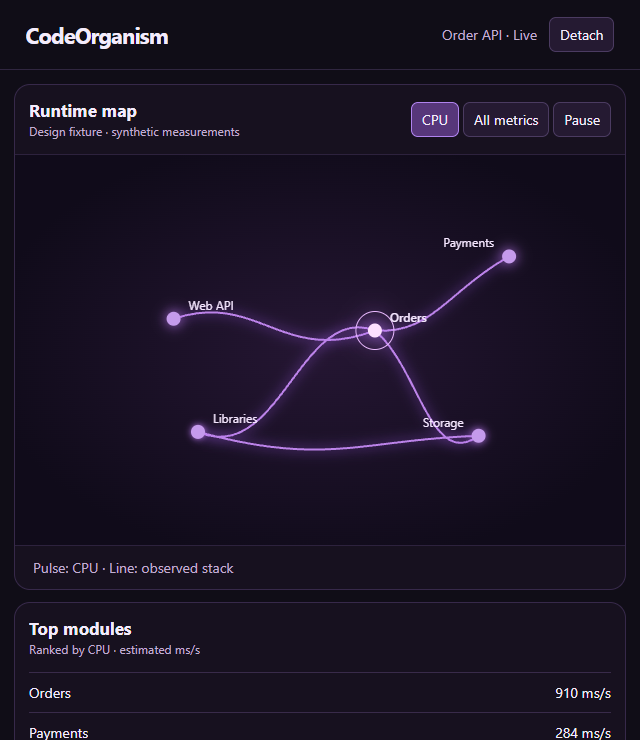 CodeOrganism
Order API · Live
Detach
Runtime map
Design fixture · synthetic measurements
CPU
All metrics
Pause
Payments
Web API
Orders
Libraries
Storage
Pulse: CPU · Line: observed stack
Top modules
Ranked by CPU · estimated ms/s
Orders 910 ms/s
Payments 284 ms/s